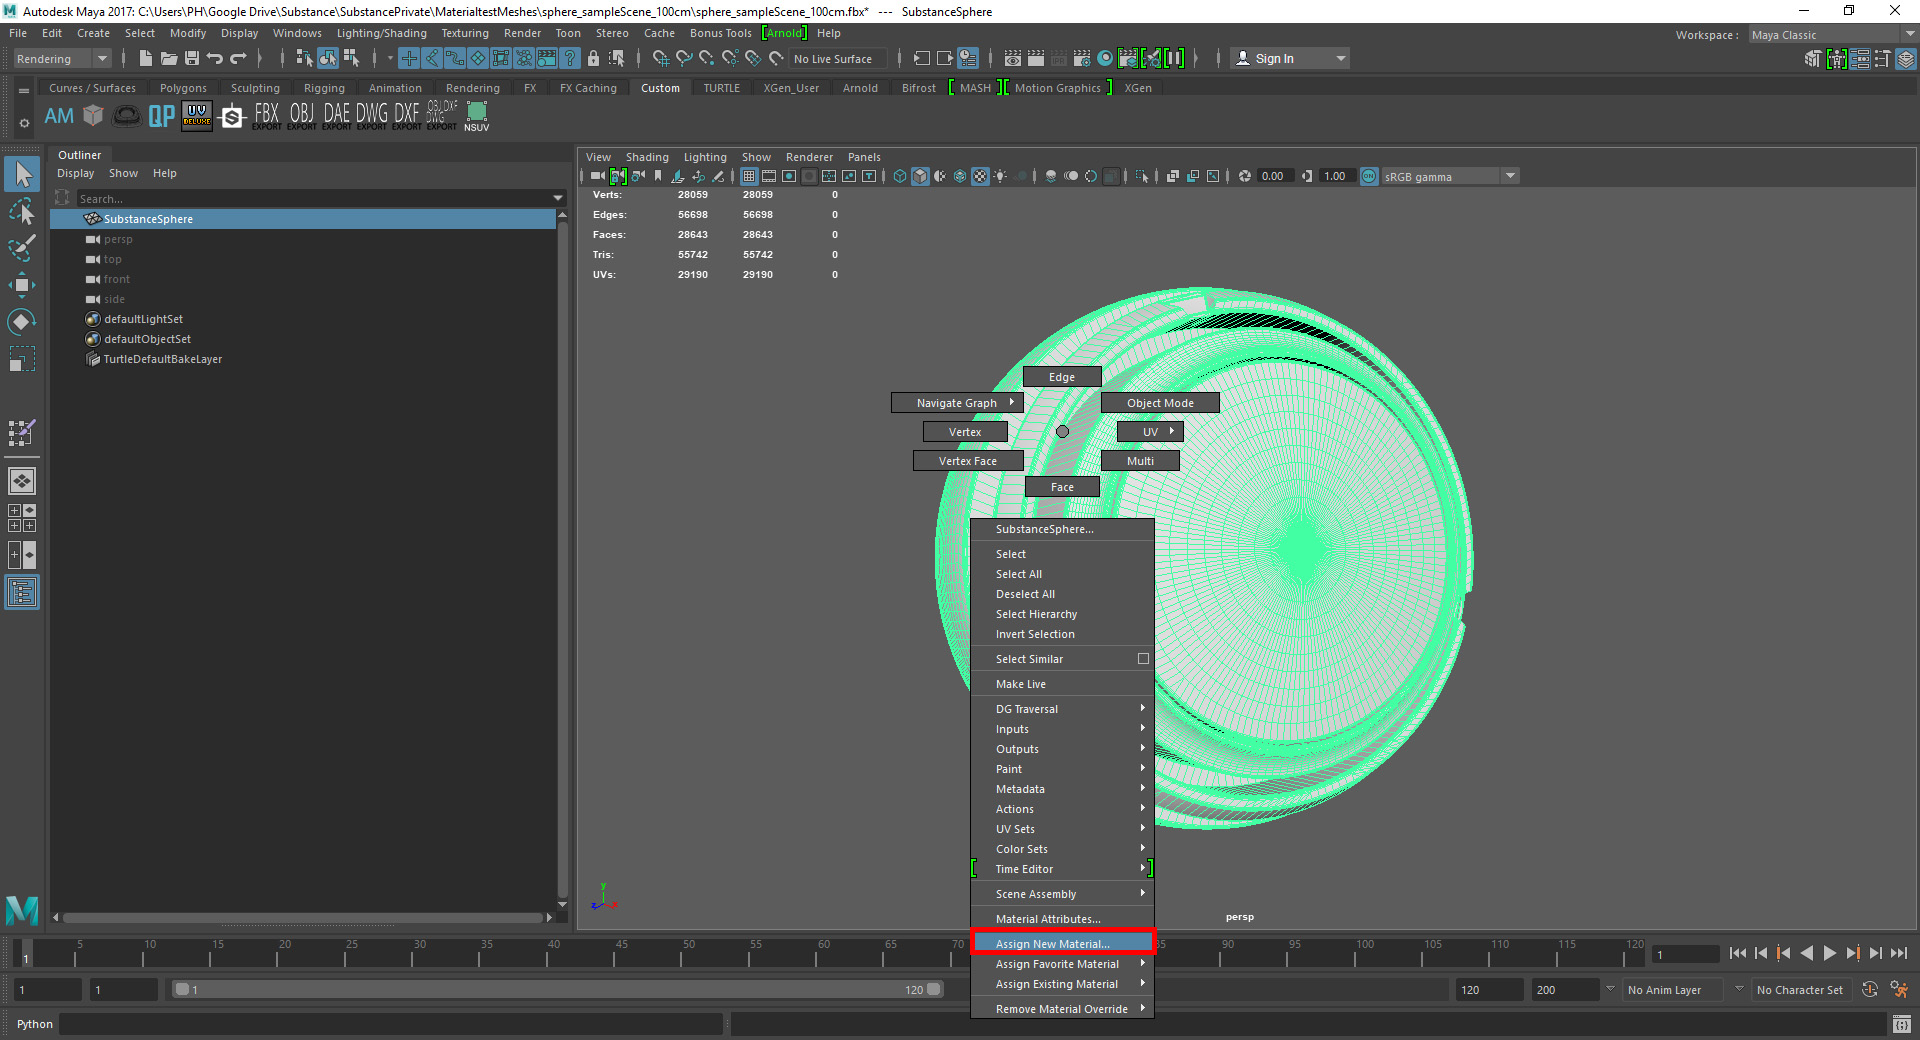 Autodesk Maya 2017: C:\Users\PH\Google Drive\Substance\SubstancePrivate\MaterialtestMeshes\sphere_sampleScene_100cm\sphere_sampleScene_100cm.fbx* --- SubstanceSphere
File Edit Create Select Modify Display Windows Lighting/Shading Texturing Render Toon Stereo Cache Bonus Tools [Arnold] Help
Workspace : Maya Classic
Rendering
No Live Surface
Sign In
Curves / Surfaces Polygons Sculpting Rigging Animation Rendering FX FX Caching Custom TURTLE XGen_User Arnold Bifrost [ MASH ][ Motion Graphics ] XGen
AM QP UV DELUXE FBX EXPORT OBJ EXPORT DAE EXPORT DWG EXPORT DXF EXPORT OBJ DXF DWG EXPORT NSUV
Outliner
Display Show Help
Search...
SubstanceSphere
persp
top
front
side
defaultLightSet
defaultObjectSet
TurtleDefaultBakeLayer
View Shading Lighting Show Renderer Panels
0.00 1.00 ON sRGB gamma
Verts: 28059 28059 0
Edges: 56698 56698 0
Faces: 28643 28643 0
Tris: 55742 55742 0
UVs: 29190 29190 0
Edge
Navigate Graph Object Mode
Vertex UV
Vertex Face Multi
Face
SubstanceSphere...
Select
Select All
Deselect All
Select Hierarchy
Invert Selection
Select Similar
Make Live
DG Traversal
Inputs
Outputs
Paint
Metadata
Actions
UV Sets
Color Sets
[ Time Editor ]
Scene Assembly
Material Attributes...
Assign New Material...
Assign Favorite Material
Assign Existing Material
Remove Material Override
y
z x
persp
5 10 15 20 25 30 35 40 45 50 55 60 65 70 85 90 95 100 105 110 115 120
1
1
1 1 1 120 120 200 No Anim Layer No Character Set
Python